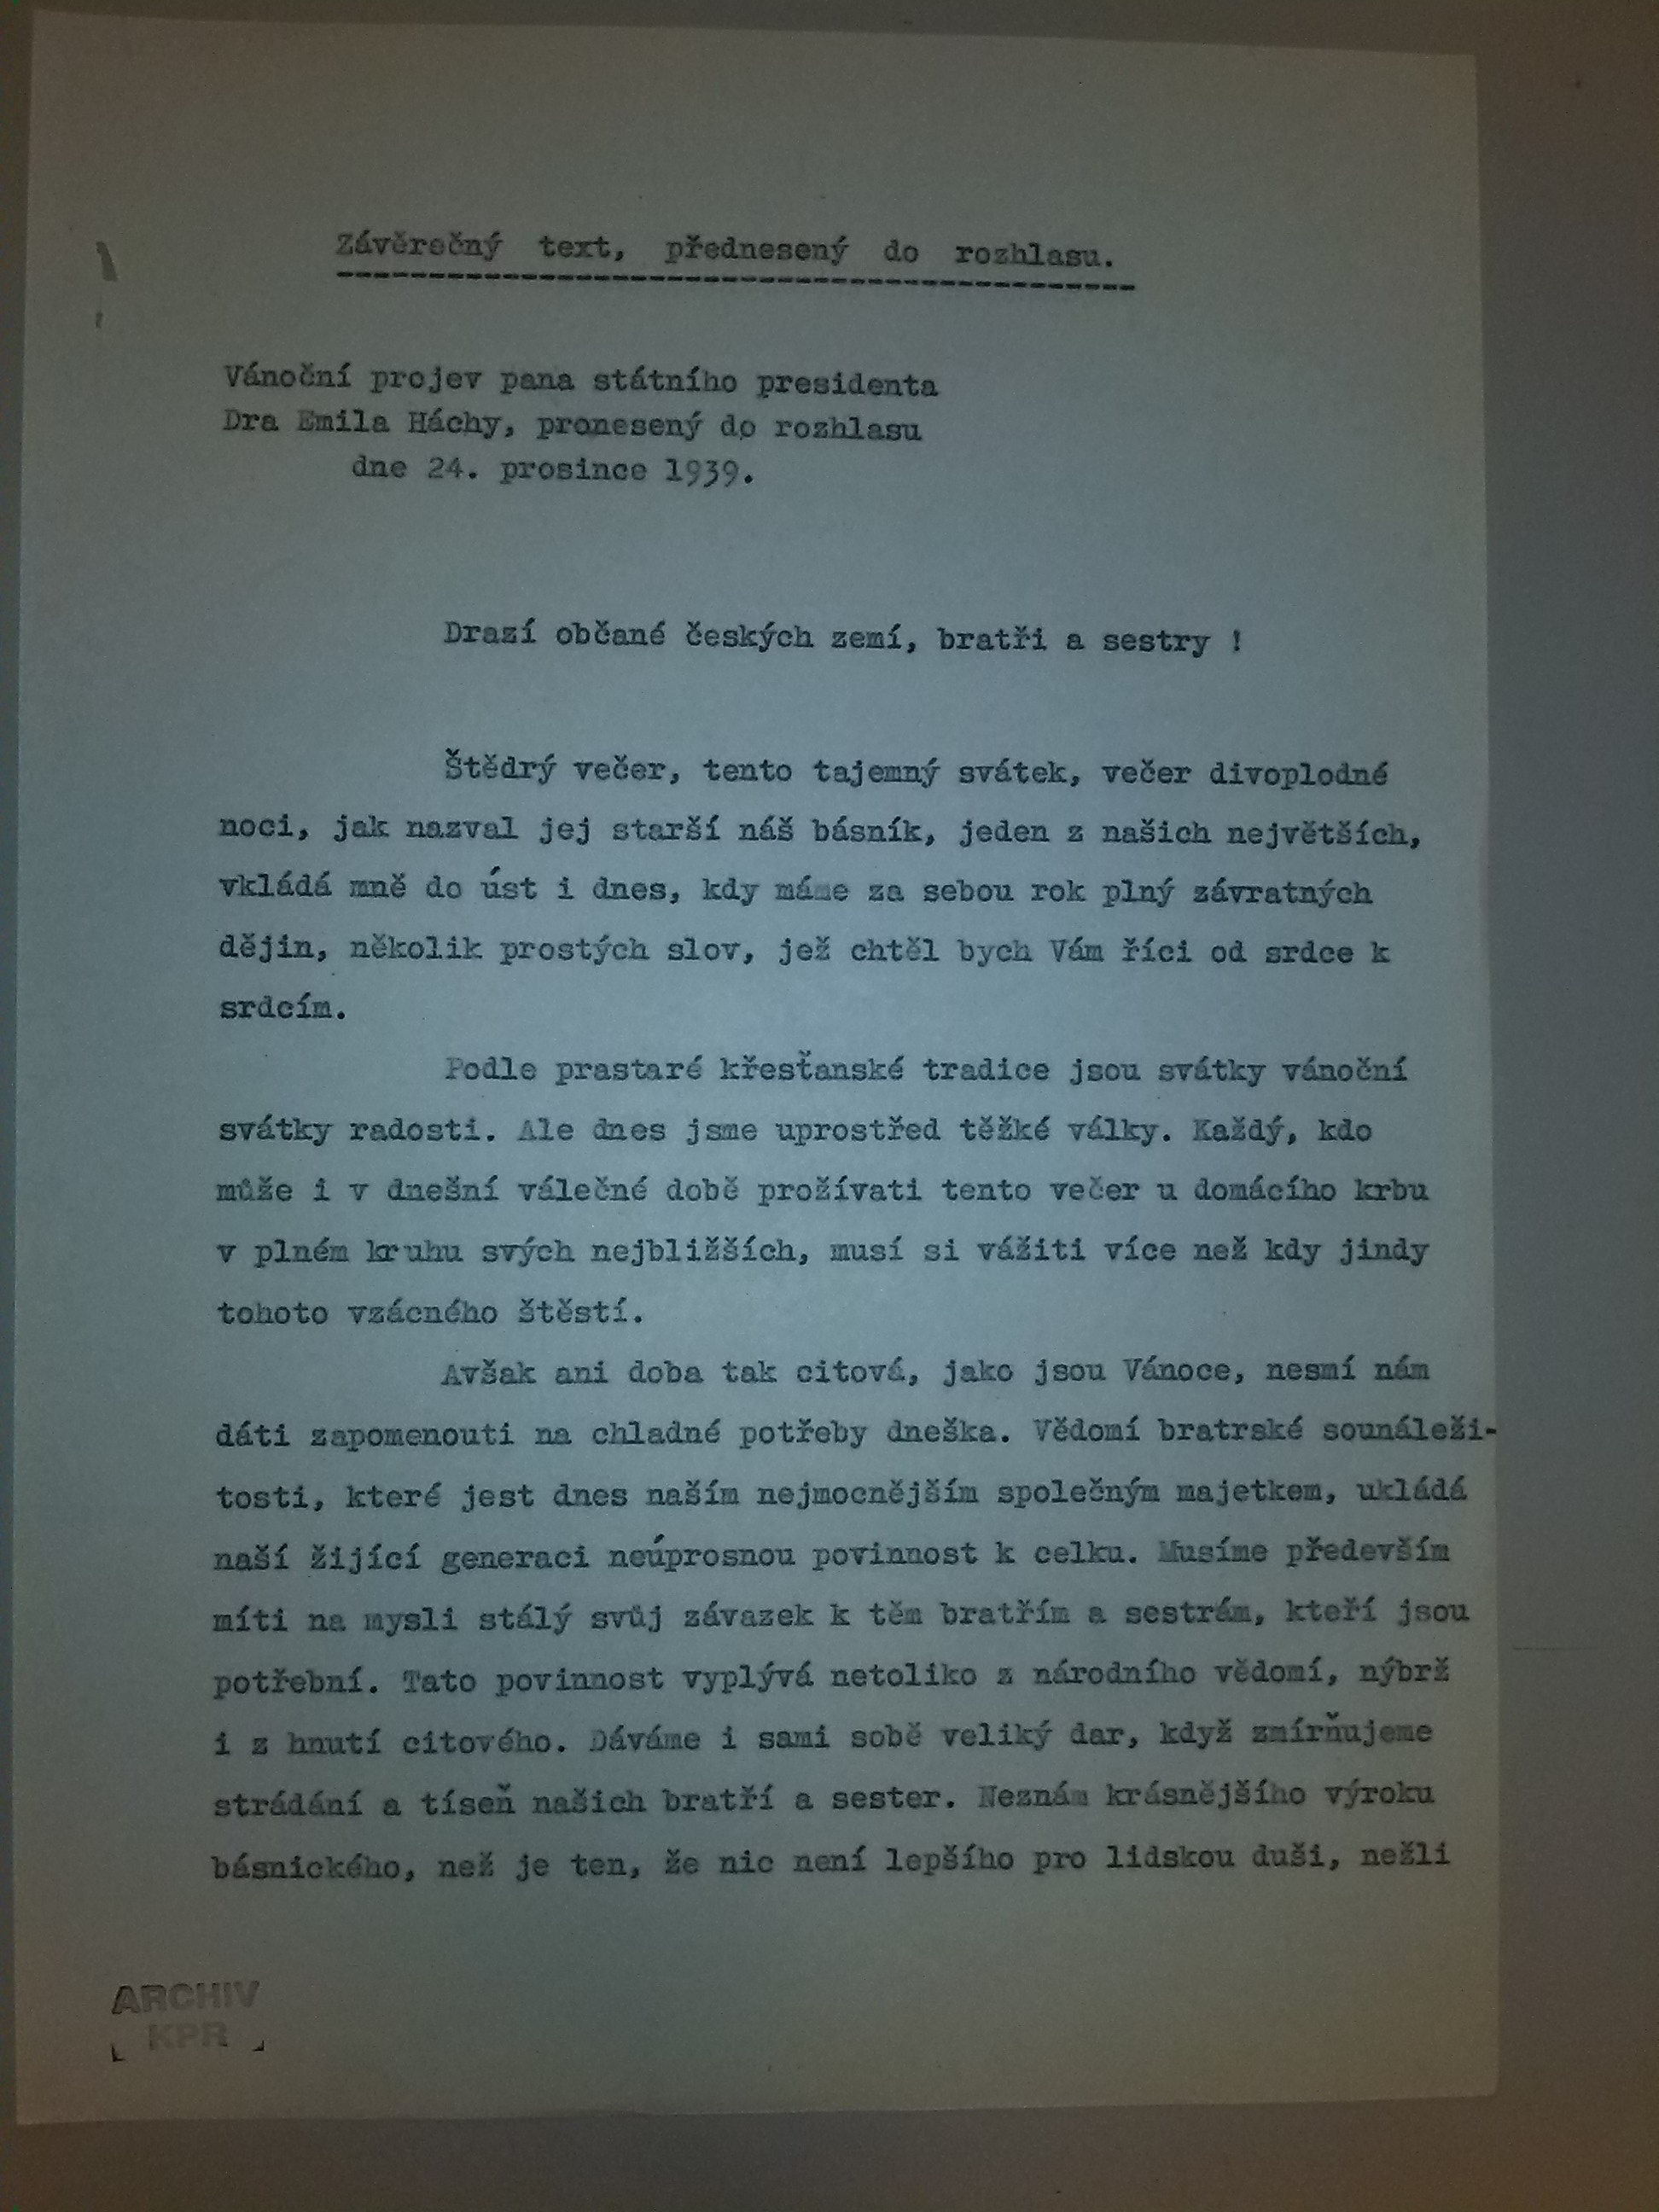 Závěrečný text, přednesený do rozhlasu.
Vánoční projev pana státního presidenta
Dra Emila Háchy, pronesený do rozhlasu
dne 24. prosince 1939.
Drazí občané českých zemí, bratři a sestry !
Štědrý večer, tento tajemný svátek, večer divoplodné
noci, jak nazval jej starší náš básník, jeden z našich největších,
vkládá mně do úst i dnes, kdy máme za sebou rok plný závratných
dějin, několik prostých slov, jež chtěl bych Vám říci od srdce k
srdcím.
Podle prastaré křesťanské tradice jsou svátky vánoční
svátky radosti. Ale dnes jsme uprostřed těžké války. Každý, kdo
může i v dnešní válečné době prožívati tento večer u domácího krbu
v plném kruhu svých nejbližších, musí si vážiti více než kdy jindy
tohoto vzácného štěstí.
Avšak ani doba tak citová, jako jsou Vánoce, nesmí nám
dáti zapomenouti na chladné potřeby dneška. Vědomí bratrské sounáleži-
tosti, které jest dnes naším nejmocnějším společným majetkem, ukládá
naší žijící generaci neúprosnou povinnost k celku. Musíme především
míti na mysli stálý svůj závazek k těm bratřím a sestrám, kteří jsou
potřební. Tato povinnost vyplývá netoliko z národního vědomí, nýbrž
i z hnutí citového. Dáváme i sami sobě veliký dar, když zmírňujeme
strádání a tíseň našich bratří a sester. Neznám krásnějšího výroku
básnického, než je ten, že nic není lepšího pro lidskou duši, nežli
ARCHIV
KPR